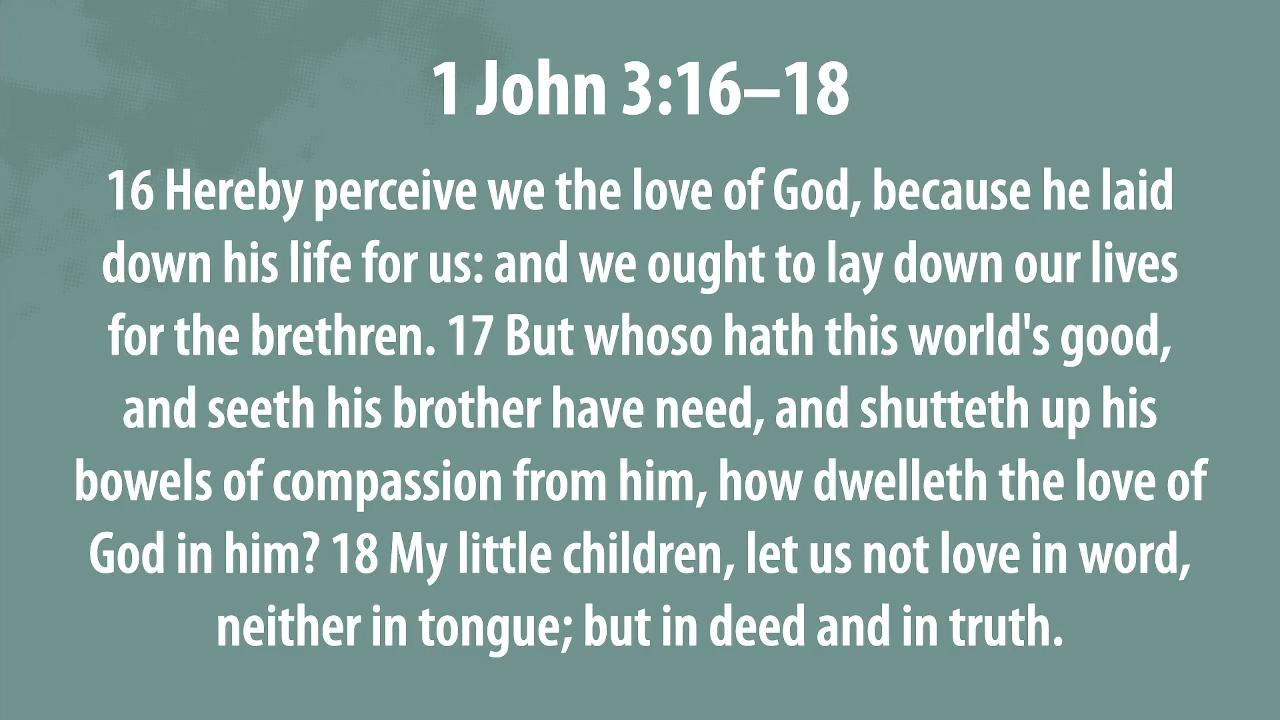 1 John 3:16–18
16 Hereby perceive we the love of God, because he laid
down his life for us: and we ought to lay down our lives
for the brethren. 17 But whoso hath this world's good,
and seeth his brother have need, and shutteth up his
bowels of compassion from him, how dwelleth the love of
God in him? 18 My little children, let us not love in word,
neither in tongue; but in deed and in truth.